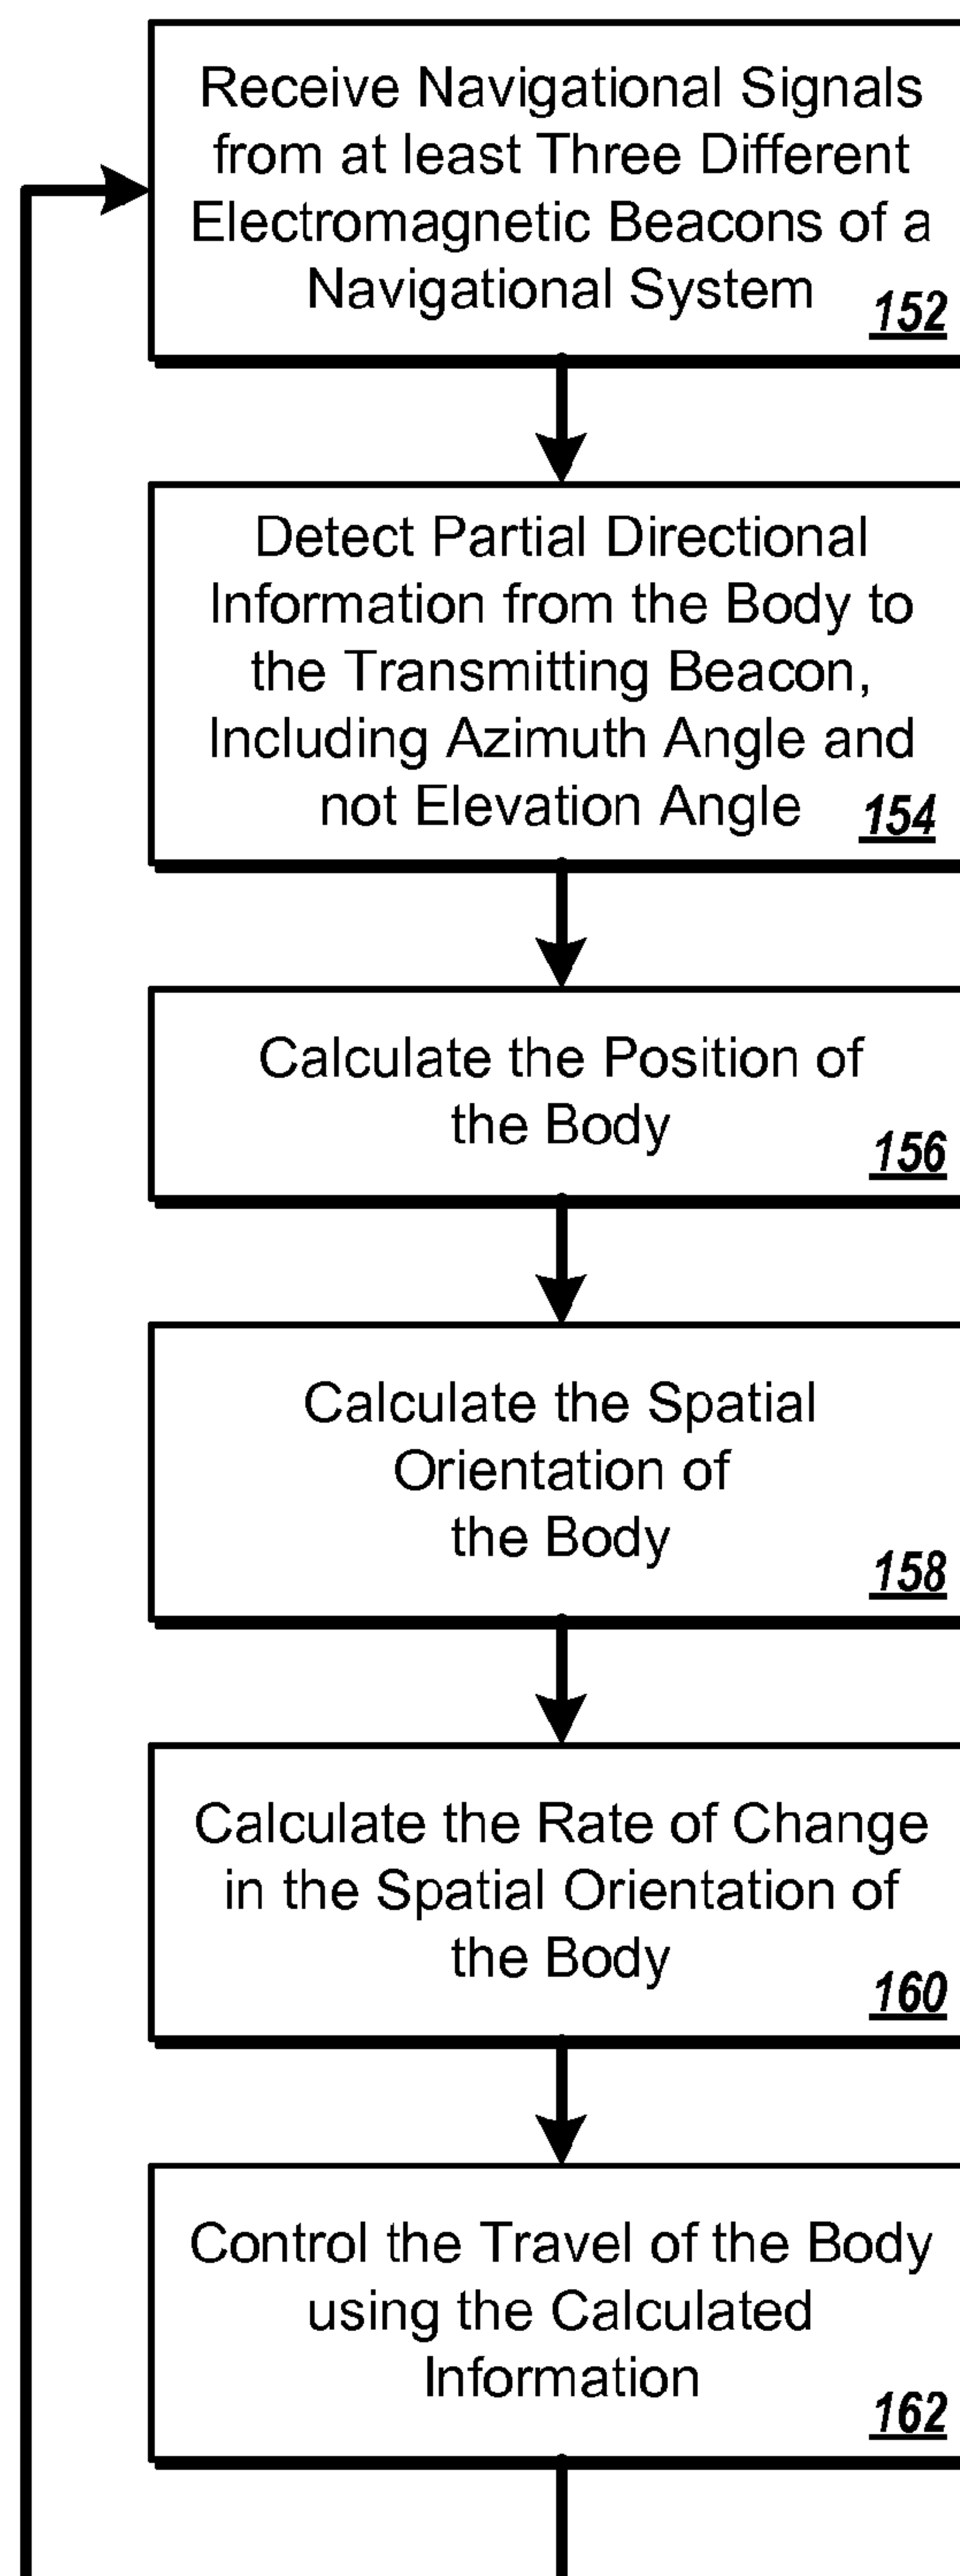 Receive Navigational Signals
from at least Three Different
Electromagnetic Beacons of a
Navigational System
152
Detect Partial Directional
Information from the Body to
the Transmitting Beacon,
Including Azimuth Angle and
not Elevation Angle
154
Calculate the Position of
the Body
156
Calculate the Spatial
Orientation of
the Body
158
Calculate the Rate of Change
in the Spatial Orientation of
the Body
160
Control the Travel of the Body
using the Calculated
Information
162